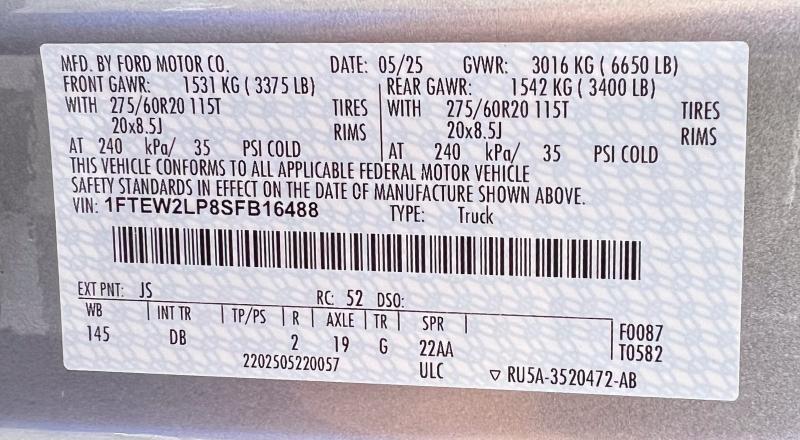 MFD. BY FORD MOTOR CO. DATE: 05/25 GVWR: 3016 KG ( 6650 LB)
FRONT GAWR: 1531 KG ( 3375 LB) REAR GAWR: 1542 KG ( 3400 LB)
WITH 275/60R20 115T TIRES WITH 275/60R20 115T TIRES
20x8.5J RIMS 20x8.5J RIMS
AT 240 kPa/ 35 PSI COLD AT 240 kPa/ 35 PSI COLD
THIS VEHICLE CONFORMS TO ALL APPLICABLE FEDERAL MOTOR VEHICLE
SAFETY STANDARDS IN EFFECT ON THE DATE OF MANUFACTURE SHOWN ABOVE.
VIN: 1FTEW2LP8SFB16488 TYPE: Truck
EXT PNT: JS RC: 52 DSO:
WB INT TR TP/PS R AXLE TR SPR F0087
145 DB 2 19 G 22AA T0582
2202505220057 ULC ▽ RU5A-3520472-AB